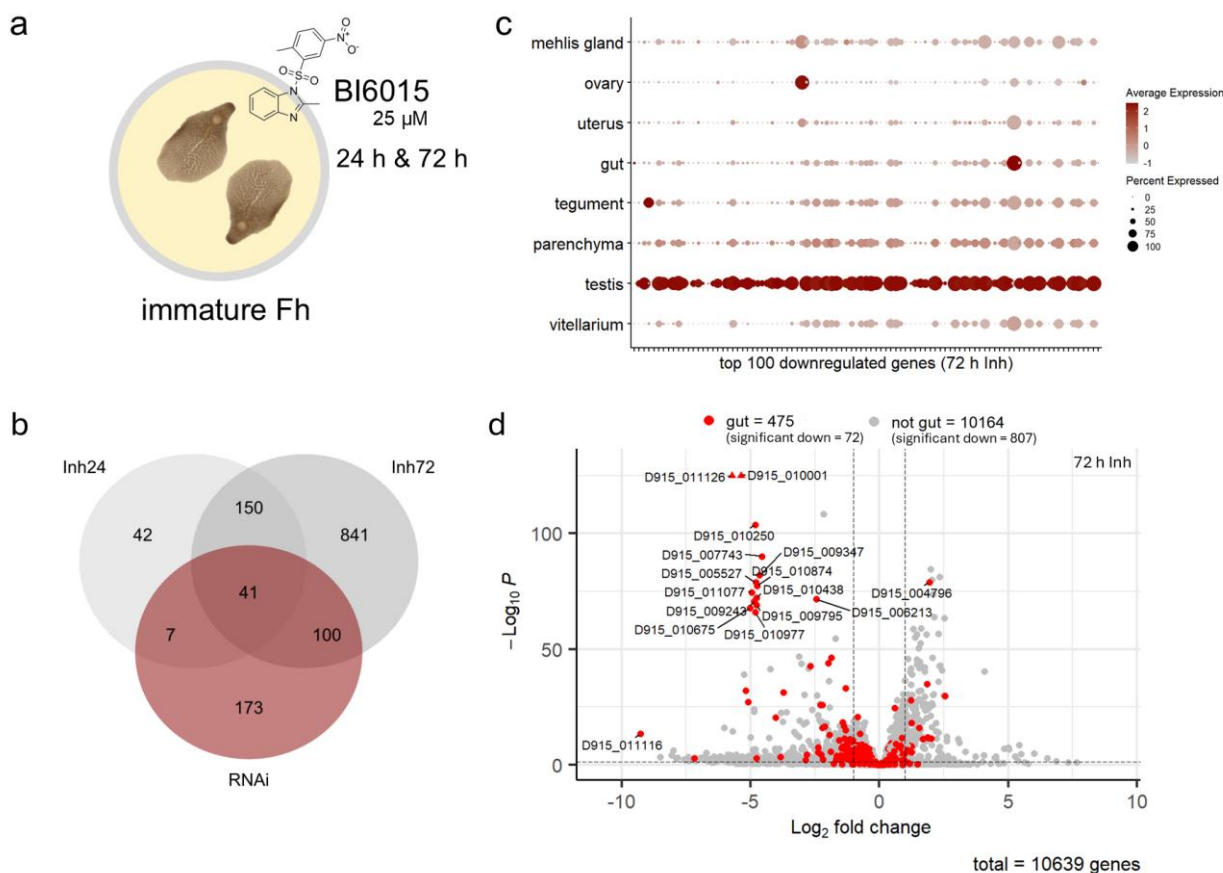 a
N⁺
O
O⁻
O
S
O
N
N
BI6015
25 µM
24 h & 72 h
immature Fh
b
Inh24
Inh72
150
42
841
41
7
100
173
RNAi
c
mehlis gland
ovary
uterus
gut
tegument
parenchyma
testis
vitellarium
top 100 downregulated genes (72 h Inh)
Average Expression
2
1
0
-1
Percent Expressed
0
25
50
75
100
d
gut = 475
(significant down = 72)
not gut = 10164
(significant down = 807)
72 h Inh
D915_011126
D915_010001
D915_010250
D915_007743
D915_009347
D915_005527
D915_010874
D915_011077
D915_010438
D915_009243
D915_009795
D915_006213
D915_010675
D915_010977
D915_004796
D915_011116
− Log₁₀ P
100
50
0
-10
-5
0
5
10
Log₂ fold change
total = 10639 genes